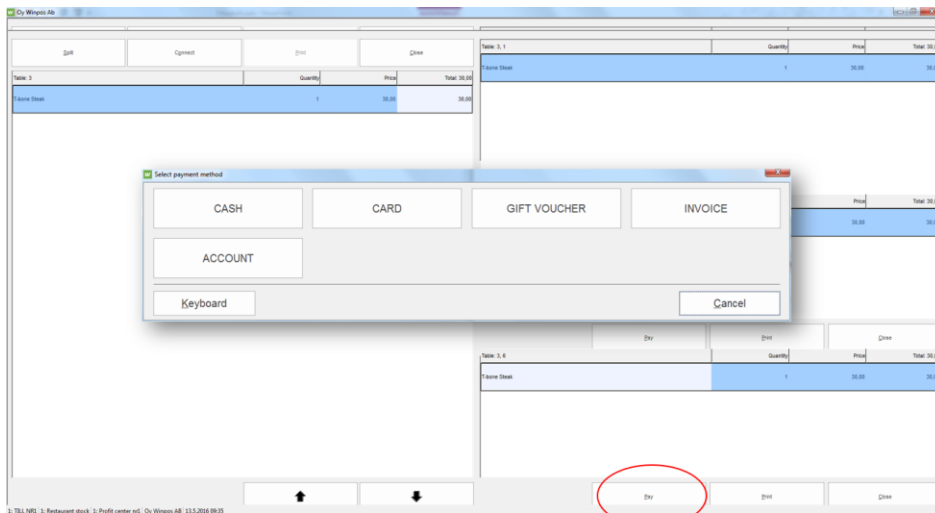 Oy Winpos Ab
Split Connect Print Close
Table: 3 Quantity Price Total: 30,00
T-bone Steak 1 30,00 30,00
Table: 3, 1 Quantity Price Total: 30,
T-bone Steak 1 30,00 30,
Select payment method
CASH CARD GIFT VOUCHER INVOICE
ACCOUNT
Keyboard Cancel
Price Total: 30,
30,00 30,
Pay Print Close
Table: 3, 6 Quantity Price Total: 30,
T-bone Steak 1 30,00 30,
Pay Print Close
1: TILL NR1 1: Restaurant stock 1: Profit center nr1 Oy Winpos AB 13.5.2016 09:35